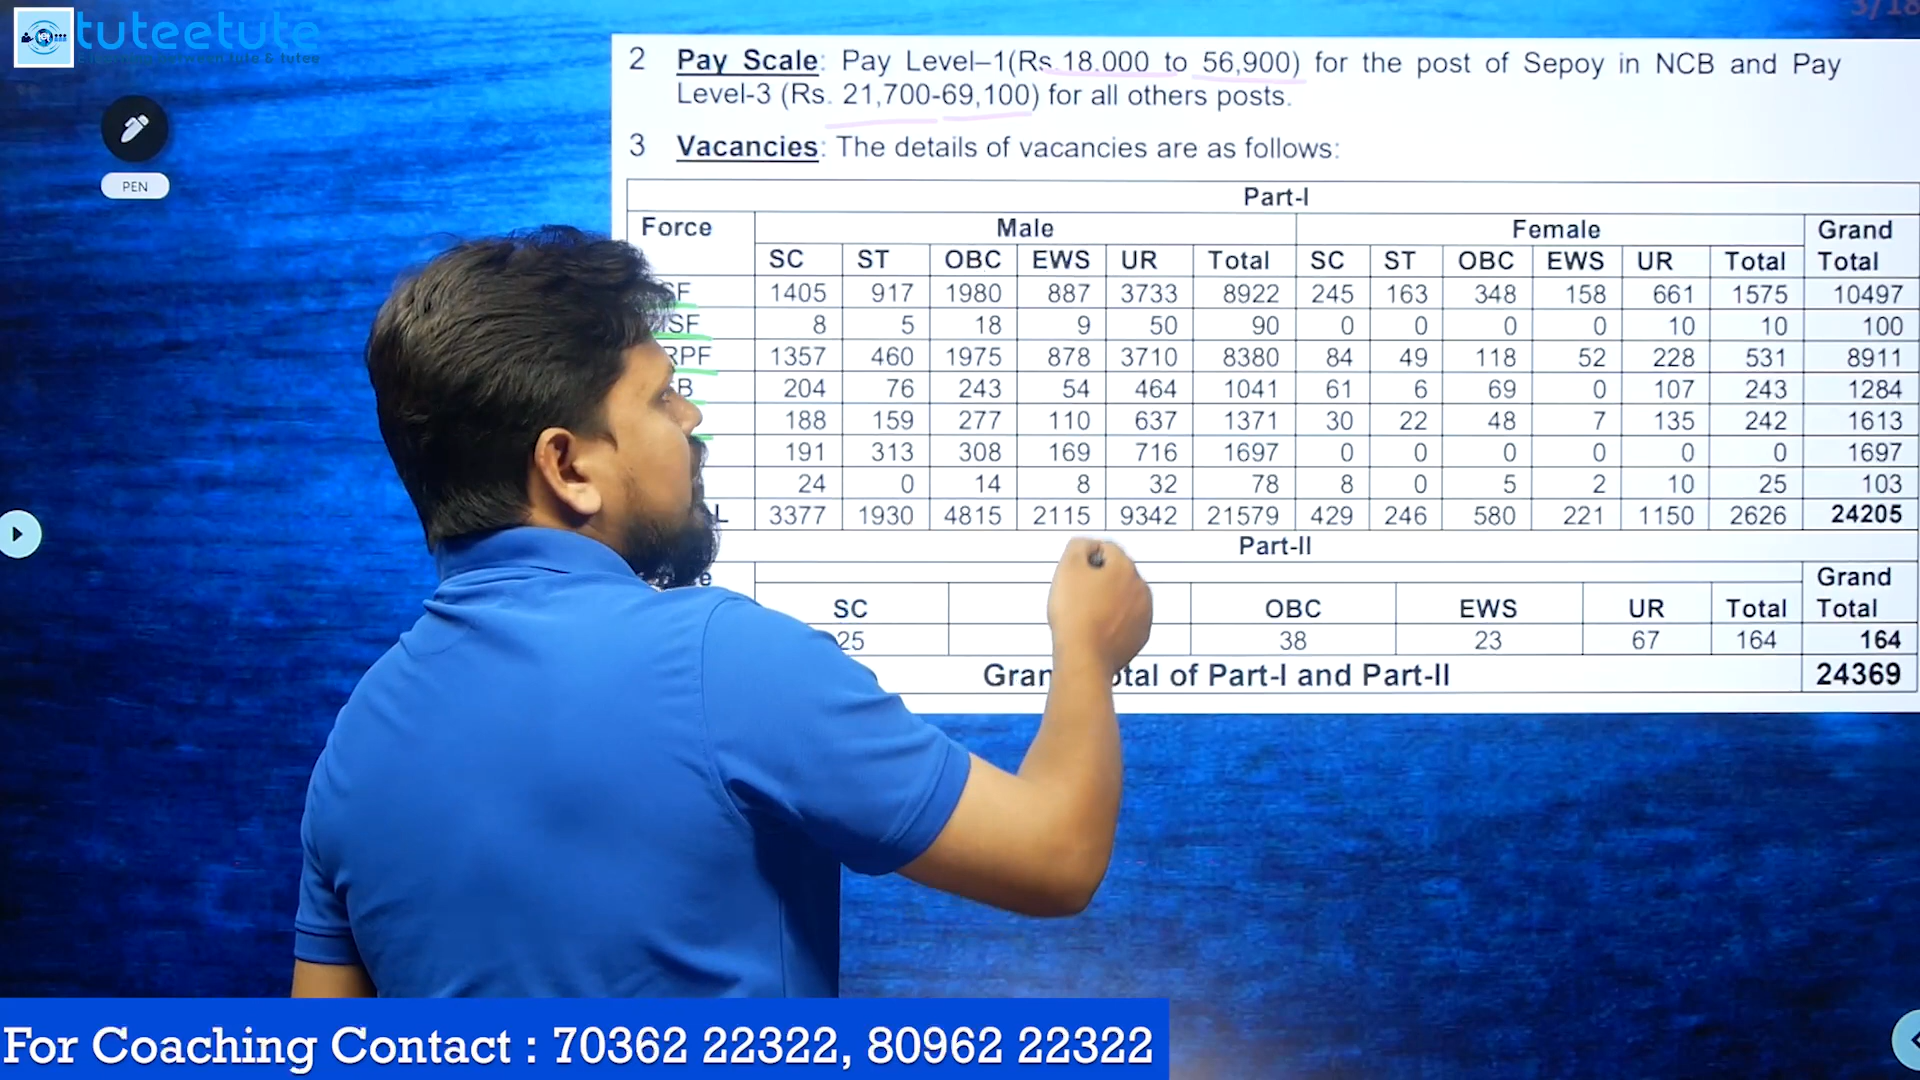 tuteetute
3/18
PEN
2 Pay Scale: Pay Level–1(Rs.18.000 to 56,900) for the post of Sepoy in NCB and Pay
Level-3 (Rs. 21,700-69,100) for all others posts.
3 Vacancies: The details of vacancies are as follows:
Part-I
Force Male Female Grand
SC ST OBC EWS UR Total SC ST OBC EWS UR Total Total
SF 1405 917 1980 887 3733 8922 245 163 348 158 661 1575 10497
ISF 8 5 18 9 50 90 0 0 0 0 10 10 100
RPF 1357 460 1975 878 3710 8380 84 49 118 52 228 531 8911
B 204 76 243 54 464 1041 61 6 69 0 107 243 1284
188 159 277 110 637 1371 30 22 48 7 135 242 1613
191 313 308 169 716 1697 0 0 0 0 0 0 1697
24 0 14 8 32 78 8 0 5 2 10 25 103
L 3377 1930 4815 2115 9342 21579 429 246 580 221 1150 2626 24205
Part-II
e Grand
SC OBC EWS UR Total Total
25 38 23 67 164 164
Gran otal of Part-I and Part-II 24369
For Coaching Contact : 70362 22322, 80962 22322